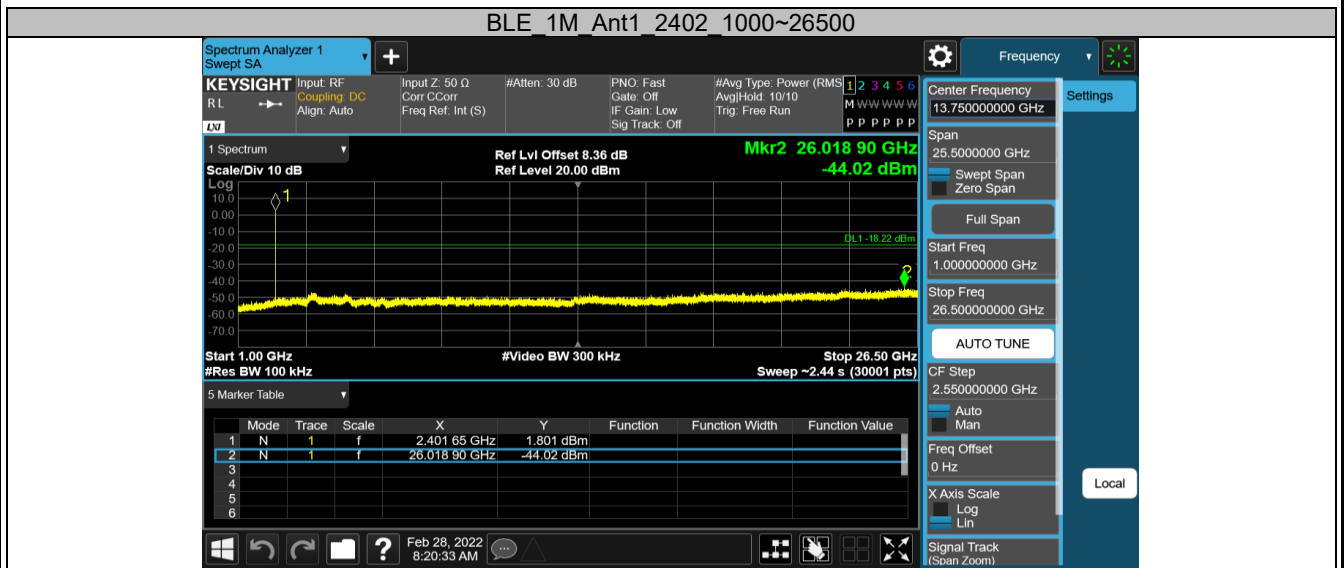 BLE_1M_Ant1_2402_1000~26500
Spectrum Analyzer 1
Swept SA
+
Frequency
KEYSIGHT
R L
LXI
Input: RF
Coupling: DC
Align: Auto
Input Z: 50 Ω
Corr CCorr
Freq Ref: Int (S)
#Atten: 30 dB
PNO: Fast
Gate: Off
IF Gain: Low
Sig Track: Off
#Avg Type: Power (RMS
Avg|Hold: 10/10
Trig: Free Run
1 2 3 4 5 6
M W W W W W
P P P P P P
1 Spectrum
Scale/Div 10 dB
Ref Lvl Offset 8.36 dB
Ref Level 20.00 dBm
Mkr2 26.018 90 GHz
-44.02 dBm
Log
10.0
0.00
-10.0
-20.0
-30.0
-40.0
-50.0
-60.0
-70.0
1
DL1 -18.22 dBm
2
Start 1.00 GHz
#Video BW 300 kHz
Stop 26.50 GHz
#Res BW 100 kHz
Sweep ~2.44 s (30001 pts)
5 Marker Table
Mode Trace Scale X Y Function Function Width Function Value
1 N 1 f 2.401 65 GHz 1.801 dBm
2 N 1 f 26.018 90 GHz -44.02 dBm
3
4
5
6
?
Feb 28, 2022
8:20:33 AM
Center Frequency
13.750000000 GHz
Settings
Span
25.5000000 GHz
Swept Span
Zero Span
Full Span
Start Freq
1.000000000 GHz
Stop Freq
26.500000000 GHz
AUTO TUNE
CF Step
2.550000000 GHz
Auto
Man
Freq Offset
0 Hz
X Axis Scale
Log
Lin
Local
Signal Track
(Span Zoom)